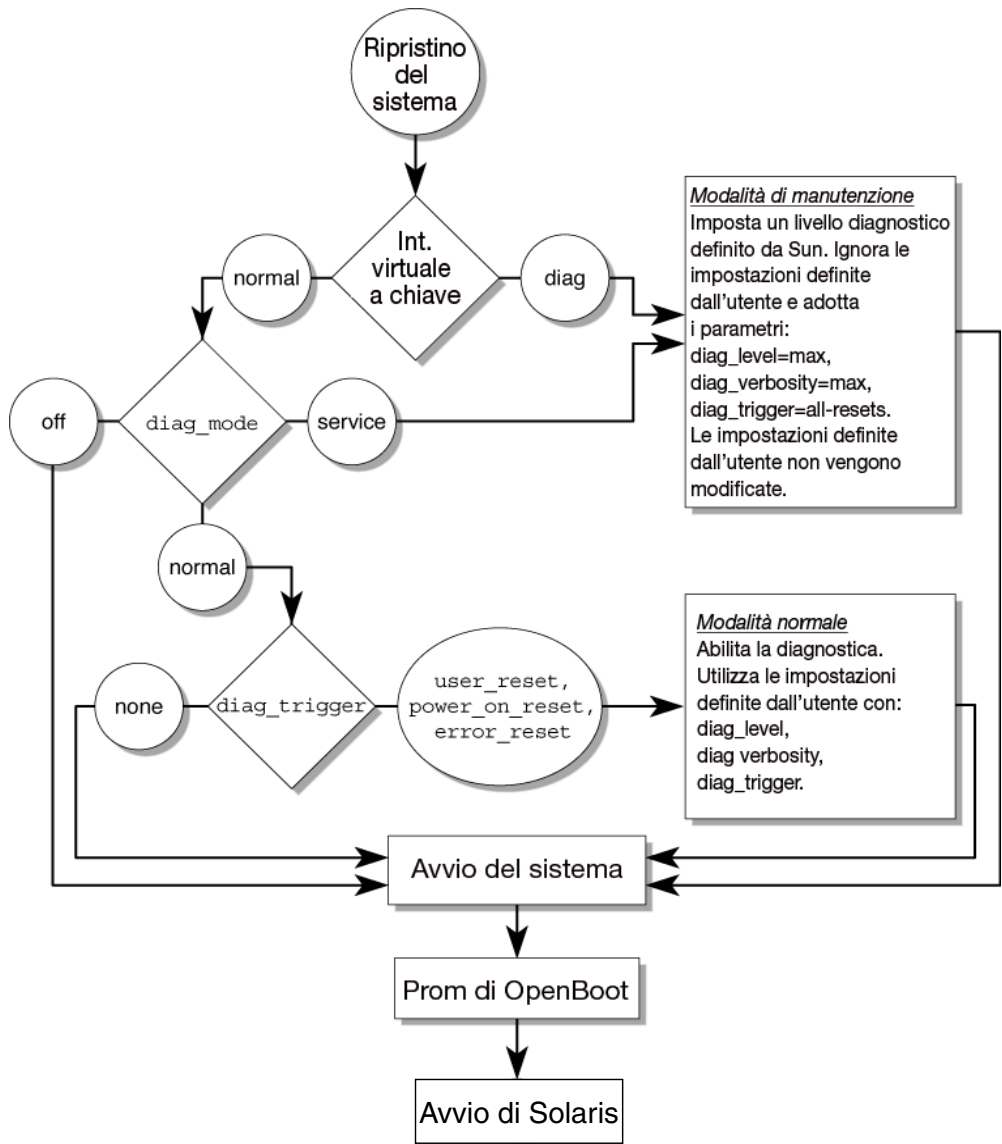 Ripristino
del
sistema
Int.
virtuale
a chiave
normal
diag
Modalità di manutenzione
Imposta un livello diagnostico
definito da Sun. Ignora le
impostazioni definite
dall'utente e adotta
i parametri:
diag_level=max,
diag_verbosity=max,
diag_trigger=all-resets.
Le impostazioni definite
dall'utente non vengono
modificate.
off
diag_mode
service
normal
none
diag_trigger
user_reset,
power_on_reset,
error_reset
Modalità normale
Abilita la diagnostica.
Utilizza le impostazioni
definite dall'utente con:
diag_level,
diag verbosity,
diag_trigger.
Avvio del sistema
Prom di OpenBoot
Avvio di Solaris